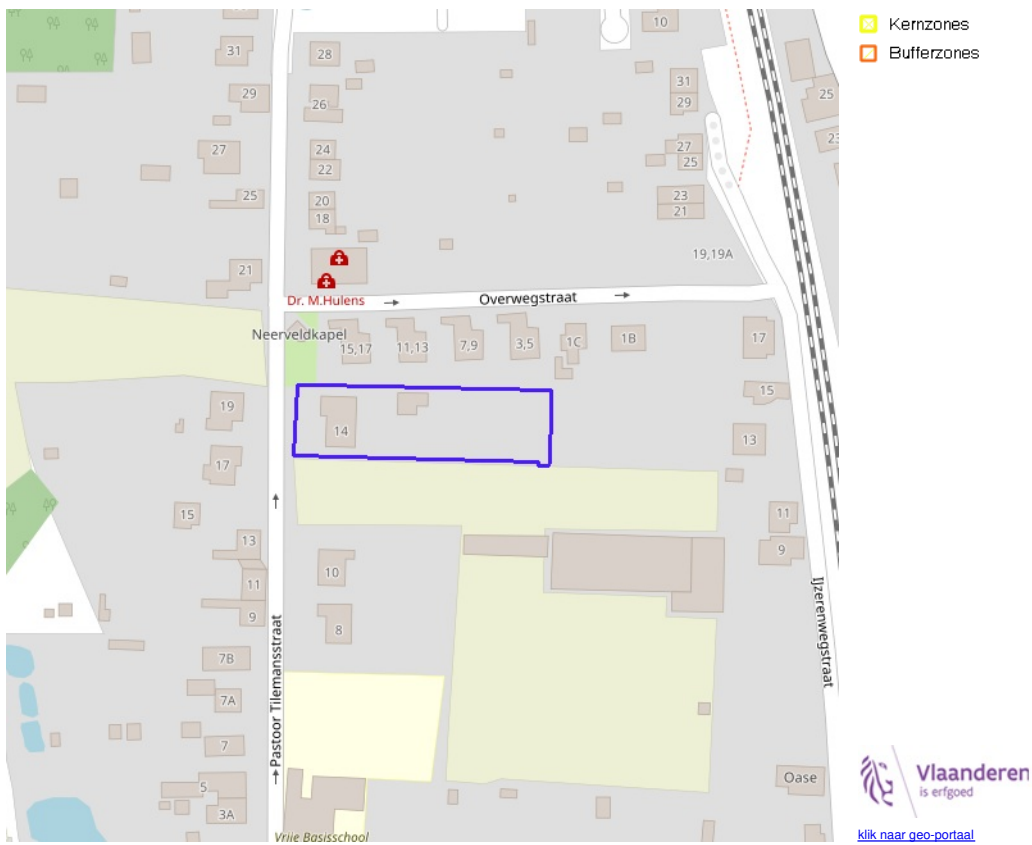 Kernzones
Bufferzones
31
28
10
29
26
31
29
25
27
24
22
27
25
23
25
20
18
23
21
19,19A
21
Dr. M.Hulens
Overwegstraat
Neerveldkapel
15,17
11,13
7,9
3,5
1C
1B
17
15
19
14
13
17
15
11
13
9
10
11
9
8
7B
7A
7
5
3A
Pastoor Tilemansstraat
IJzerenwegstraat
Oase
Vrije Basisschool
Vlaanderen
is erfgoed
klik naar geo-portaal